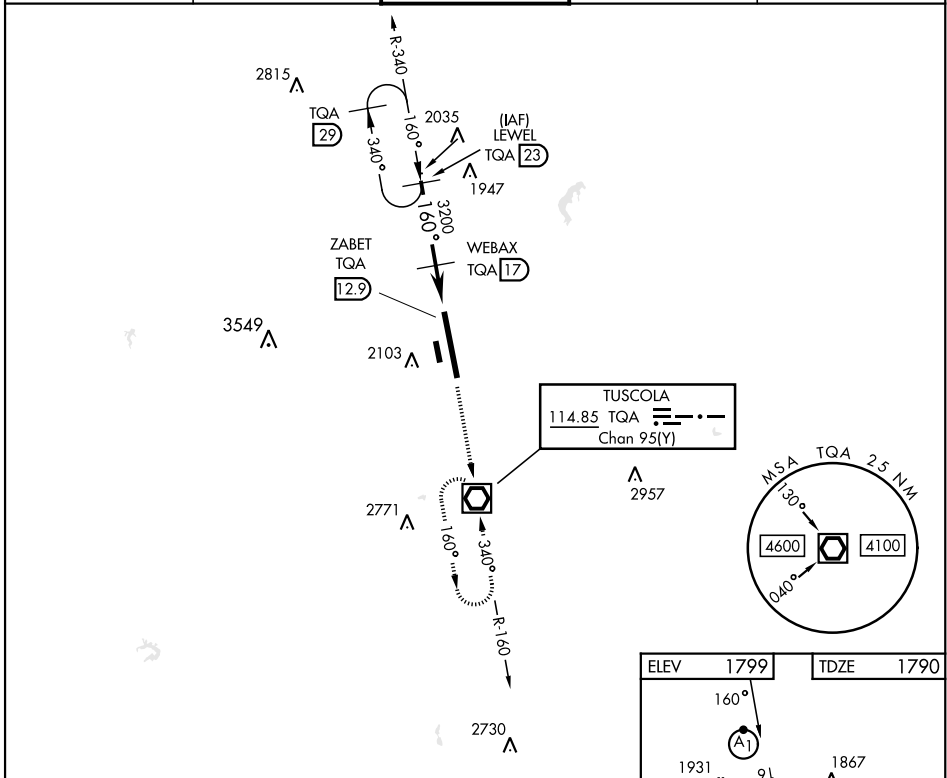 R-340
2815
TQA
29
160°
340°
2035
(IAF)
LEWEL
TQA 23
1947
3200
160°
ZABET
TQA
12.9
WEBAX
TQA 17
3549
2103
TUSCOLA
114.85 TQA
Chan 95(Y)
2957
2771
160°
340°
R-160
2730
MSA TQA 25 NM
130°
4600
4100
040°
ELEV 1799
TDZE 1790
160°
A1
1931
16
1867